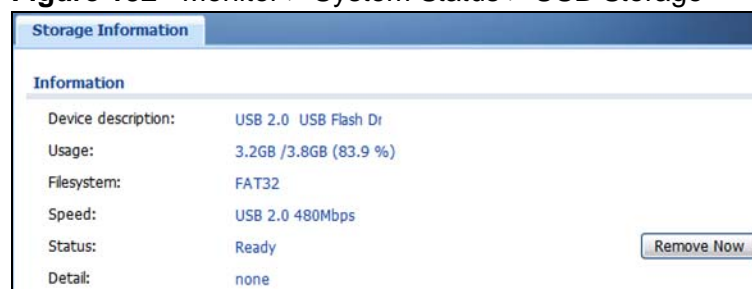 Storage Information
Information
Device description: USB 2.0 USB Flash Dr
Usage: 3.2GB /3.8GB (83.9 %)
Filesystem: FAT32
Speed: USB 2.0 480Mbps
Status: Ready Remove Now
Detail: none